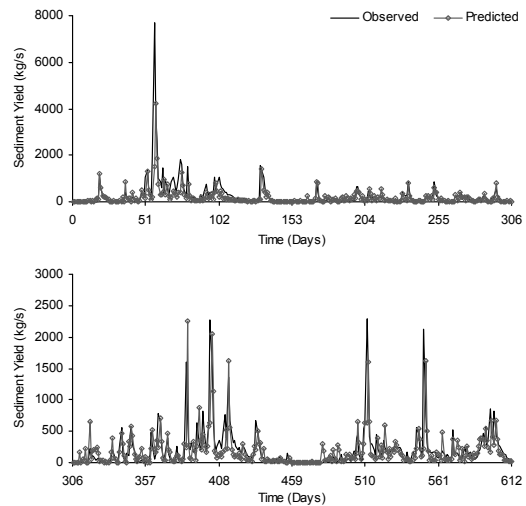 Observed Predicted
8000
6000
4000
2000
0
Sediment Yield (kg/s)
0 51 102 153 204 255 306
Time (Days)
3000
2500
2000
1500
1000
500
0
Sediment Yield (kg/s)
306 357 408 459 510 561 612
Time (Days)